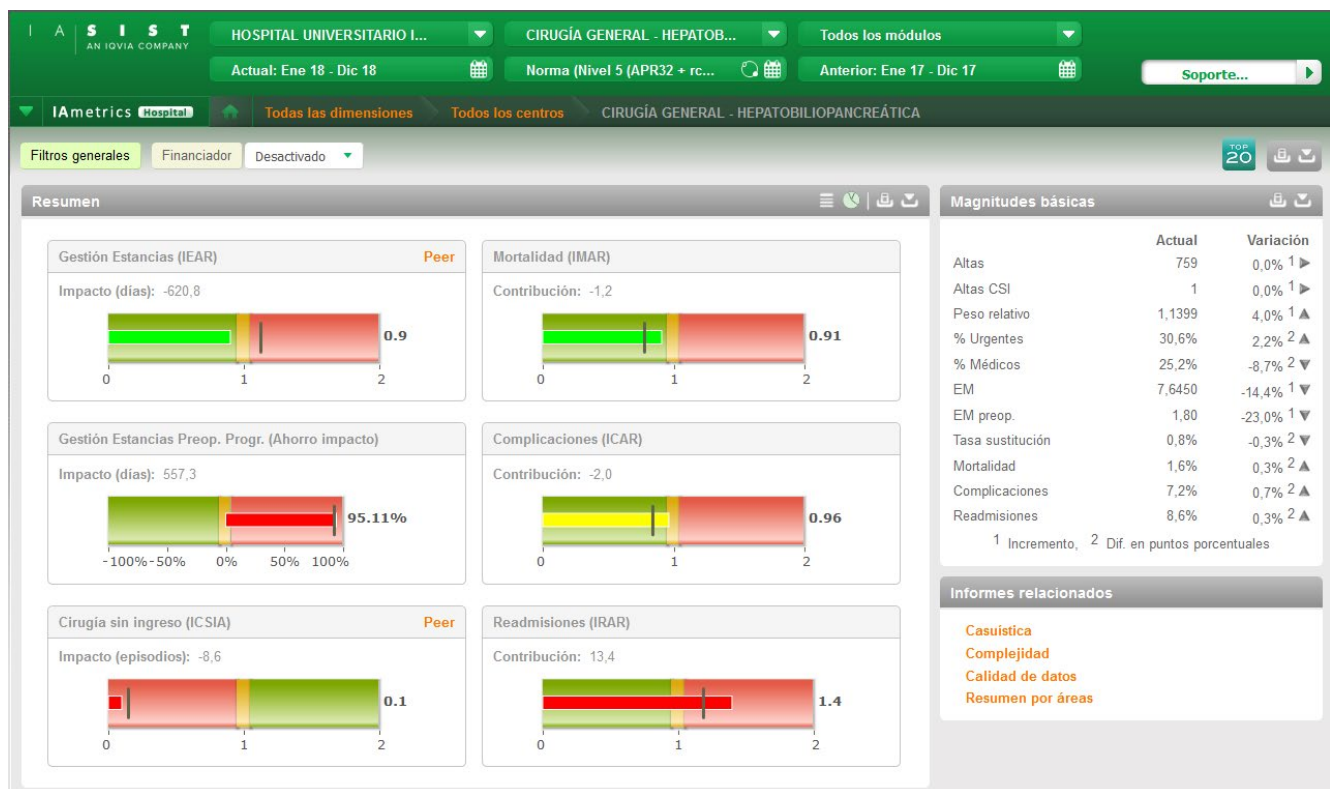 I A S I S T
AN IQVIA COMPANY
HOSPITAL UNIVERSITARIO I...
CIRUGÍA GENERAL - HEPATOB...
Todos los módulos
Actual: Ene 18 - Dic 18
Norma (Nivel 5 (APR32 + rc...
Anterior: Ene 17 - Dic 17
Soporte...
IAmetrics Hospital
Todas las dimensiones
Todos los centros
CIRUGÍA GENERAL - HEPATOBILIOPANCREÁTICA
Filtros generales
Financiador
Desactivado
TOP 20
Resumen
Gestión Estancias (IEAR) Peer
Impacto (días): -620,8
0.9
0 1 2
Mortalidad (IMAR)
Contribución: -1,2
0.91
0 1 2
Gestión Estancias Preop. Progr. (Ahorro impacto)
Impacto (días): 557,3
95.11%
-100% -50% 0% 50% 100%
Complicaciones (ICAR)
Contribución: -2,0
0.96
0 1 2
Cirugía sin ingreso (ICSIA) Peer
Impacto (episodios): -8,6
0.1
0 1 2
Readmisiones (IRAR)
Contribución: 13,4
1.4
0 1 2
Magnitudes básicas
Actual Variación
Altas 759 0,0% 1
Altas CSI 1 0,0% 1
Peso relativo 1,1399 4,0% 1
% Urgentes 30,6% 2,2% 2
% Médicos 25,2% -8,7% 2
EM 7,6450 -14,4% 1
EM preop. 1,80 -23,0% 1
Tasa sustitución 0,8% -0,3% 2
Mortalidad 1,6% 0,3% 2
Complicaciones 7,2% 0,7% 2
Readmisiones 8,6% 0,3% 2
1 Incremento, 2 Dif. en puntos porcentuales
Informes relacionados
Casuística
Complejidad
Calidad de datos
Resumen por áreas